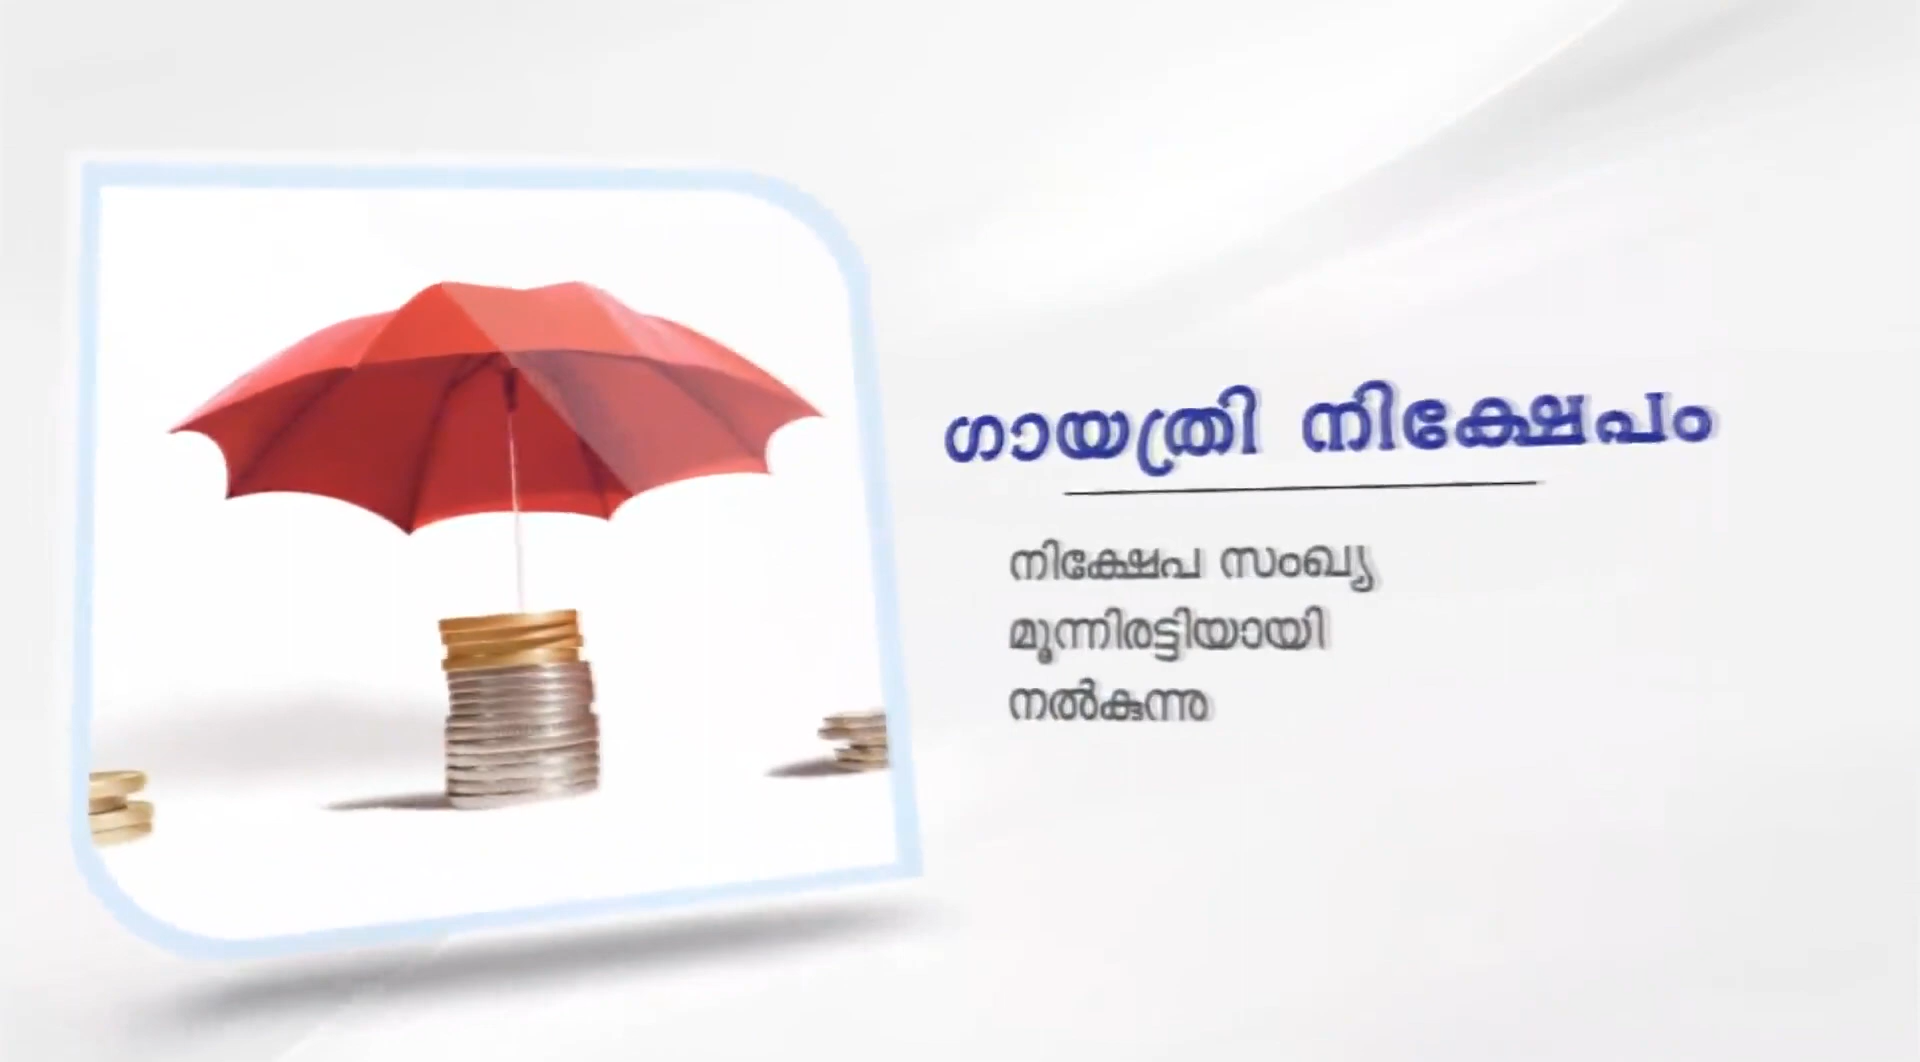 ഗായത്രി നിക്ഷേപം
നിക്ഷേപ സംഖ്യ
മൂന്നിരട്ടിയായി
നൽകുന്നു